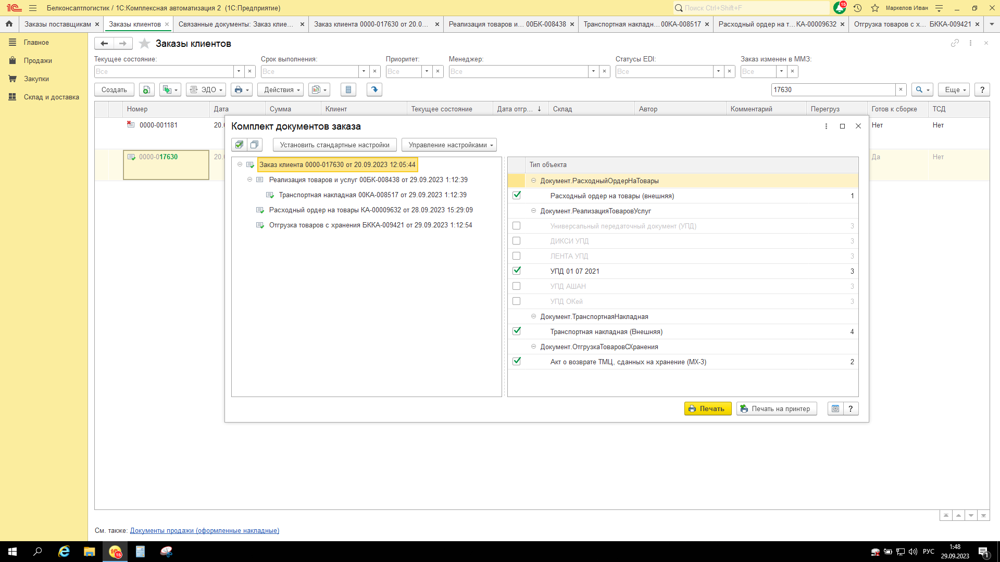 Белконсалтлогистик / 1С:Комплексная автоматизация 2  (1С:Предприятие)
Поиск Ctrl+Shift+F
15
Маркелов Иван
Заказы поставщикам
Заказы клиентов
Связанные документы: Заказ клие...
Заказ клиента 0000-017630 от 20.0...
Реализация товаров и... 00БК-008438
Транспортная накладн...00КА-008517
Расходный ордер на т...КА-00009632
Отгрузка товаров с х... БККА-009421
Главное
Продажи
Закупки
Склад и доставка
Заказы клиентов
Текущее состояние:
Срок выполнения:
Приоритет:
Менеджер:
Статусы EDI:
Заказ изменен в ММЗ:
Все
Все
Все
Все
Все
Все
Создать
ЭДО
Действия
17630
Еще
?
Номер
Дата
Сумма
Клиент
Текущее состояние
Дата отгр... ↓
Склад
Автор
Комментарий
Перегруз
Готов к сборке
ТСД
0000-001181
20.0
Нет
Нет
0000-017630
20.0
Да
Нет
Комплект документов заказа
Установить стандартные настройки
Управление настройками
Заказ клиента 0000-017630 от 20.09.2023 12:05:44
Реализация товаров и услуг 00БК-008438 от 29.09.2023 1:12:39
Транспортная накладная 00КА-008517 от 29.09.2023 1:12:39
Расходный ордер на товары КА-00009632 от 28.09.2023 15:29:09
Отгрузка товаров с хранения БККА-009421 от 29.09.2023 1:12:54
Тип объекта
Документ.РасходныйОрдерНаТовары
Расходный ордер на товары (внешняя) 1
Документ.РеализацияТоваровУслуг
Универсальный передаточный документ (УПД) 3
ДИКСИ УПД 3
ЛЕНТА УПД 3
УПД 01 07 2021 3
УПД АШАН 3
УПД ОКей 3
Документ.ТранспортнаяНакладная
Транспортная накладная (Внешняя) 4
Документ.ОтгрузкаТоваровСХранения
Акт о возврате ТМЦ, сданных на хранение (МХ-3) 2
Печать
Печать на принтер
?
См. также: Документы продажи (оформленные накладные)
15
РУС
1:48
29.09.2023
1